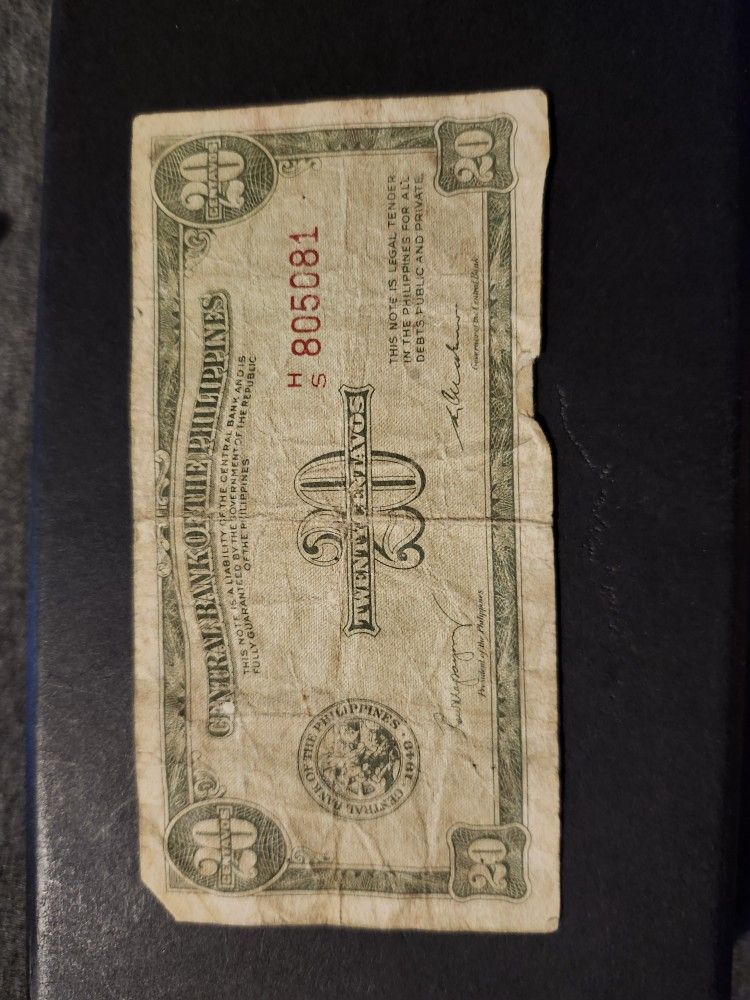 20
CENTAVOS
20
CENTAVOS
CENTRAL BANK OF THE PHILIPPINES
THIS NOTE IS A LIABILITY OF THE CENTRAL BANK AND IS
FULLY GUARANTEED BY THE GOVERNMENT OF THE REPUBLIC
OF THE PHILIPPINES
H
S 805081
CENTRAL BANK OF THE PHILIPPINES · 1949 ·
20
TWENTY CENTAVOS
THIS NOTE IS LEGAL TENDER
IN THE PHILIPPINES FOR ALL
DEBTS PUBLIC AND PRIVATE
President of the Philippines
Governor of the Central Bank
20
20